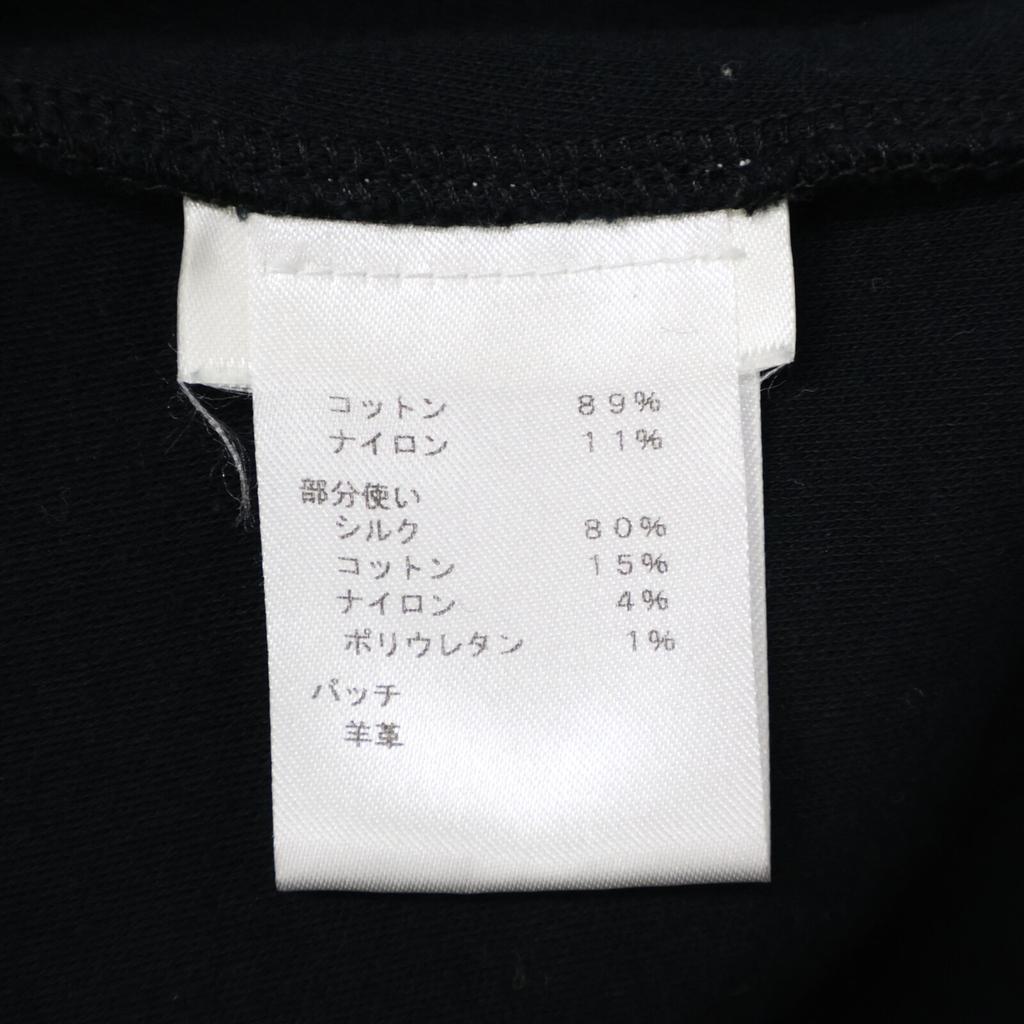 コットン 89%
ナイロン 11%
部分使い
シルク 80%
コットン 15%
ナイロン 4%
ポリウレタン 1%
パッチ
羊革